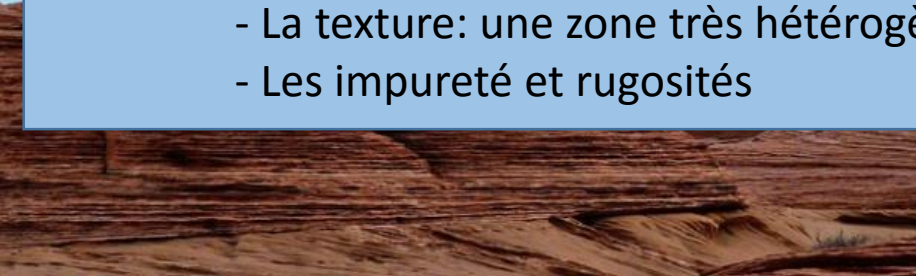 - La texture: une zone très
- Les impureté et rugosités